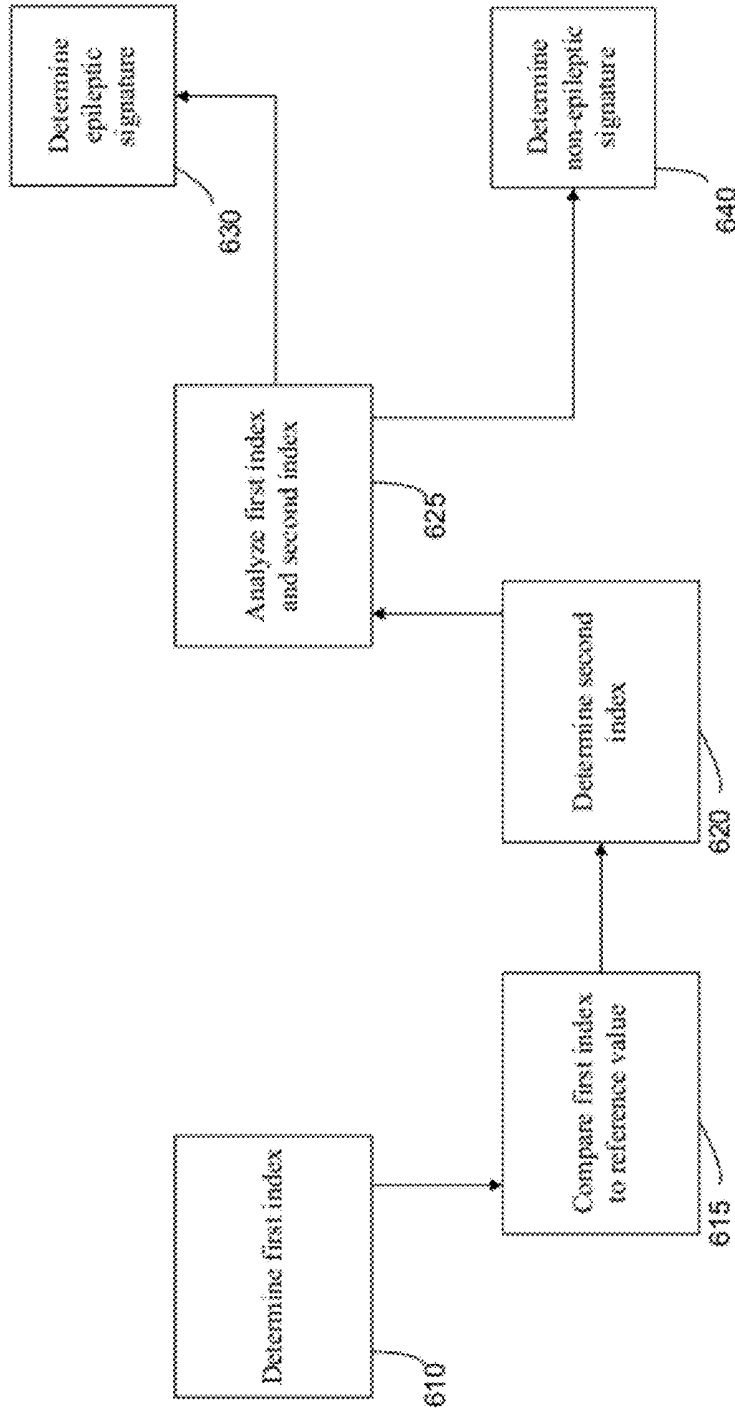 Determine first index
610
Compare first index
to reference value
615
Determine second
index
620
Analyze first index
and second index
625
Determine
epileptic
signature
630
Determine
non-epileptic
signature
640